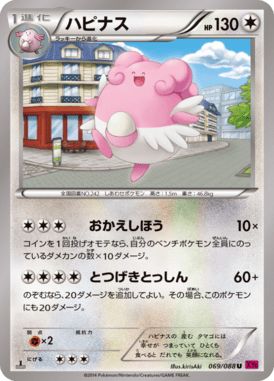 1進化
ハピナス
HP130
ラッキーから進化
全国図鑑NO.242 しあわせポケモン 高さ:1.5m 重さ:46.8kg
おかえしほう 10×
コインを1回投げオモテなら、自分のベンチポケモン全員にの
っているダメカンの数×10ダメージ。
とつげきとっしん 60+
のぞむなら、20ダメージを追加してよい。その場合、このポケ
モンにも20ダメージ。
弱点 ×2 抵抗力
にげる
ハピナスの 産む タマゴには
幸せが つまっていて ひとくち
食べると だれでも 笑顔になる。
1
Illus.kirisAki
069/088 U XY4
©2014 Pokémon/Nintendo/Creatures/GAME FREAK.